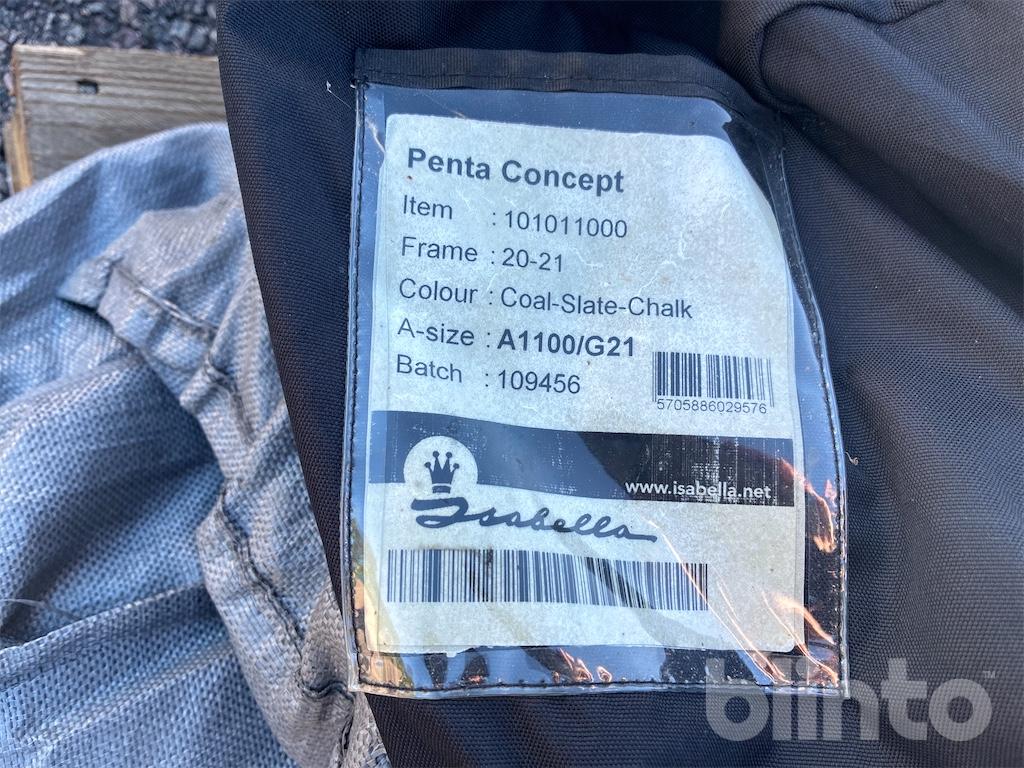 Penta Concept
Item : 101011000
Frame : 20-21
Colour : Coal-Slate-Chalk
A-size : A1100/G21
Batch : 109456
5705886029576
www.isabella.net
Isabella
blinto™